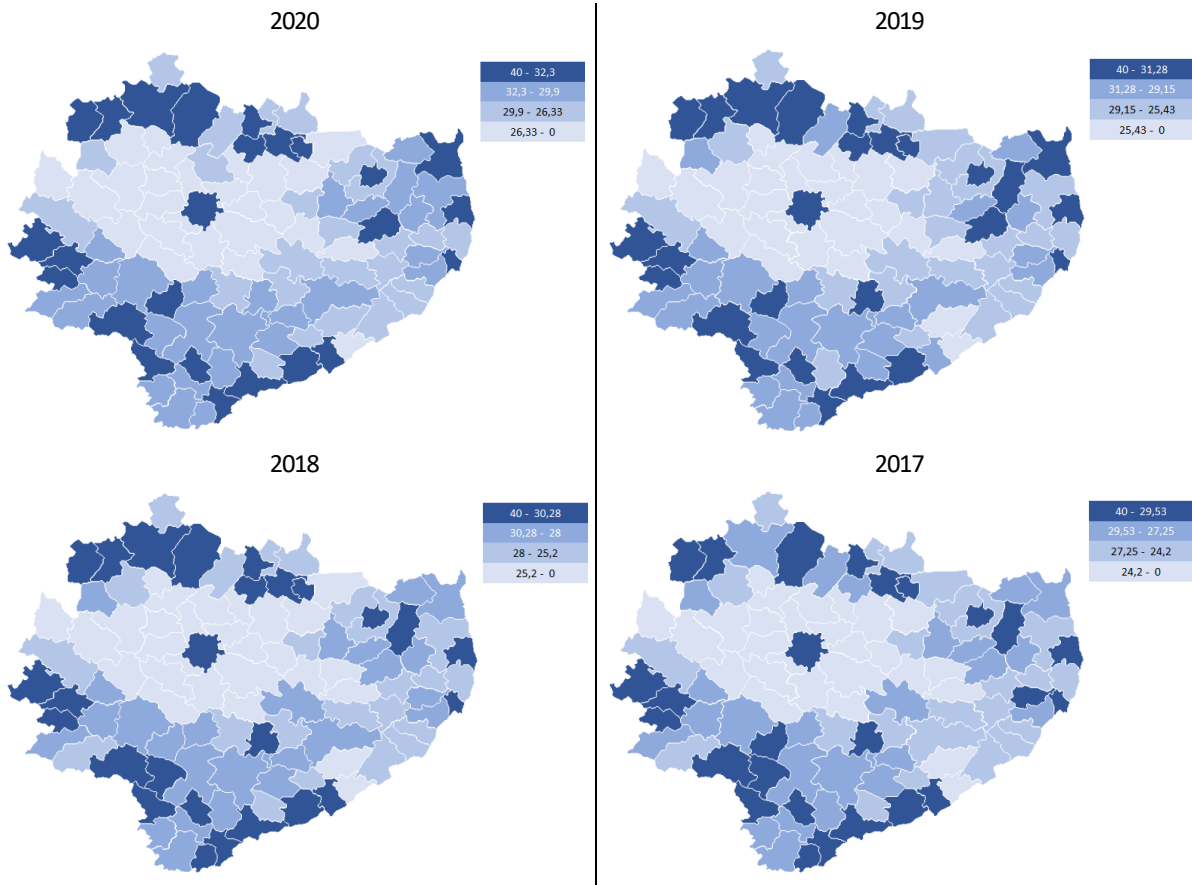 2020
40 - 32,3
32,3 - 29,9
29,9 - 26,33
26,33 - 0
2019
40 - 31,28
31,28 - 29,15
29,15 - 25,43
25,43 - 0
2018
40 - 30,28
30,28 - 28
28 - 25,2
25,2 - 0
2017
40 - 29,53
29,53 - 27,25
27,25 - 24,2
24,2 - 0